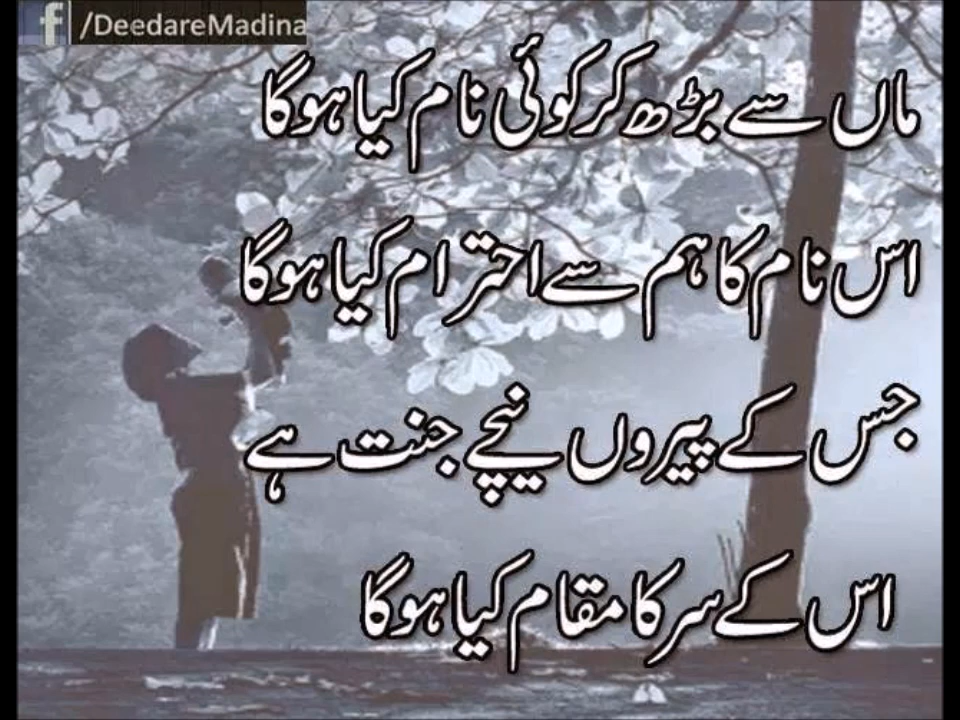 f /DeedareMadina
ماں سے بڑھ کر کوئی نام کیا ہوگا
اس نام کا ہم سے احترام کیا ہوگا
جس کے پیروں نیچے جنت ہے
اس کے سر کا مقام کیا ہوگا